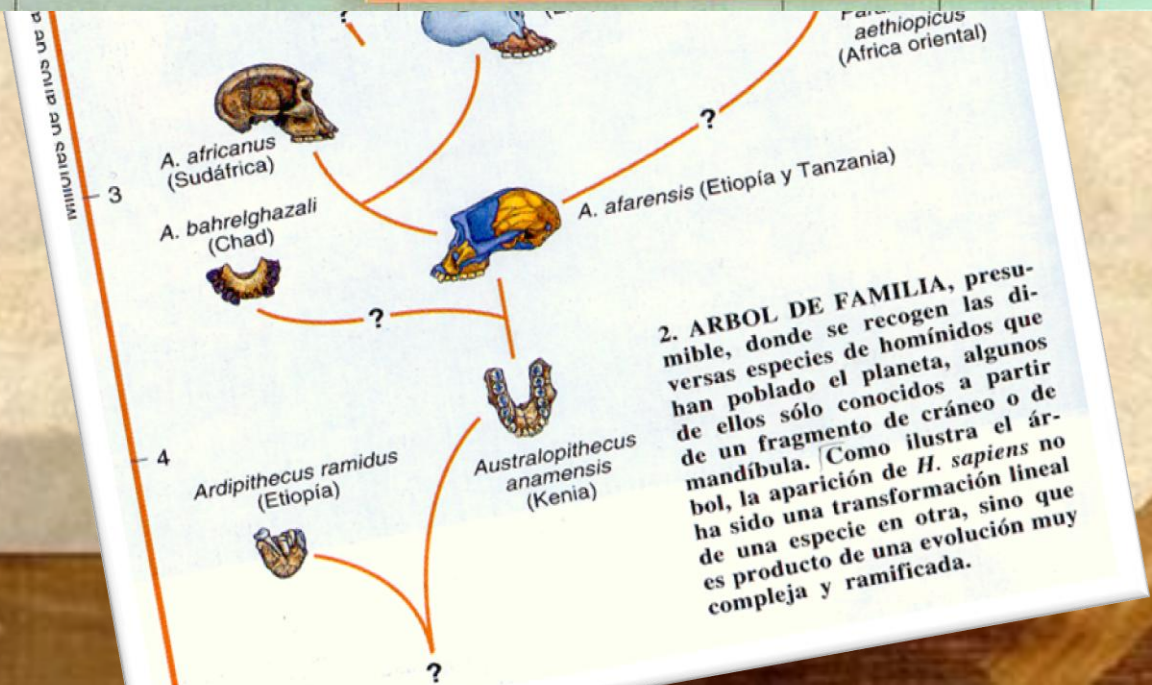 ?
aethiopicus
(Africa oriental)
?
A. africanus
(Sudáfrica)
3
A. afarensis (Etiopía y Tanzania)
A. bahrelghazali
(Chad)
?
4
Ardipithecus ramidus
(Etiopía)
Australopithecus
anamensis
(Kenia)
?
2. ARBOL DE FAMILIA, presu-
mible, donde se recogen las di-
versas especies de homínidos que
han poblado el planeta, algunos
de ellos sólo conocidos a partir
de un fragmento de cráneo o de
mandíbula. Como ilustra el ár-
bol, la aparición de H. sapiens no
ha sido una transformación lineal
de una especie en otra, sino que
es producto de una evolución muy
compleja y ramificada.